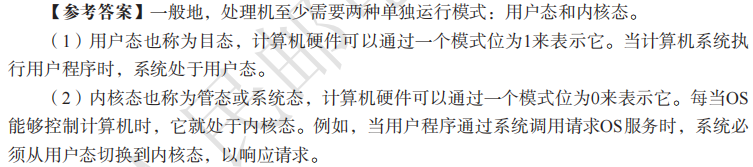 【参考答案】一般地，处理机至少需要两种单独运行模式：用户态和内核态。
（1）用户态也称为目态，计算机硬件可以通过一个模式位为1来表示它。当计算机系统执
行用户程序时，系统处于用户态。
（2）内核态也称为管态或系统态，计算机硬件可以通过一个模式位为0来表示它。每当OS
能够控制计算机时，它就处于内核态。例如，当用户程序通过系统调用请求OS服务时，系统必
须从用户态切换到内核态，以响应请求。